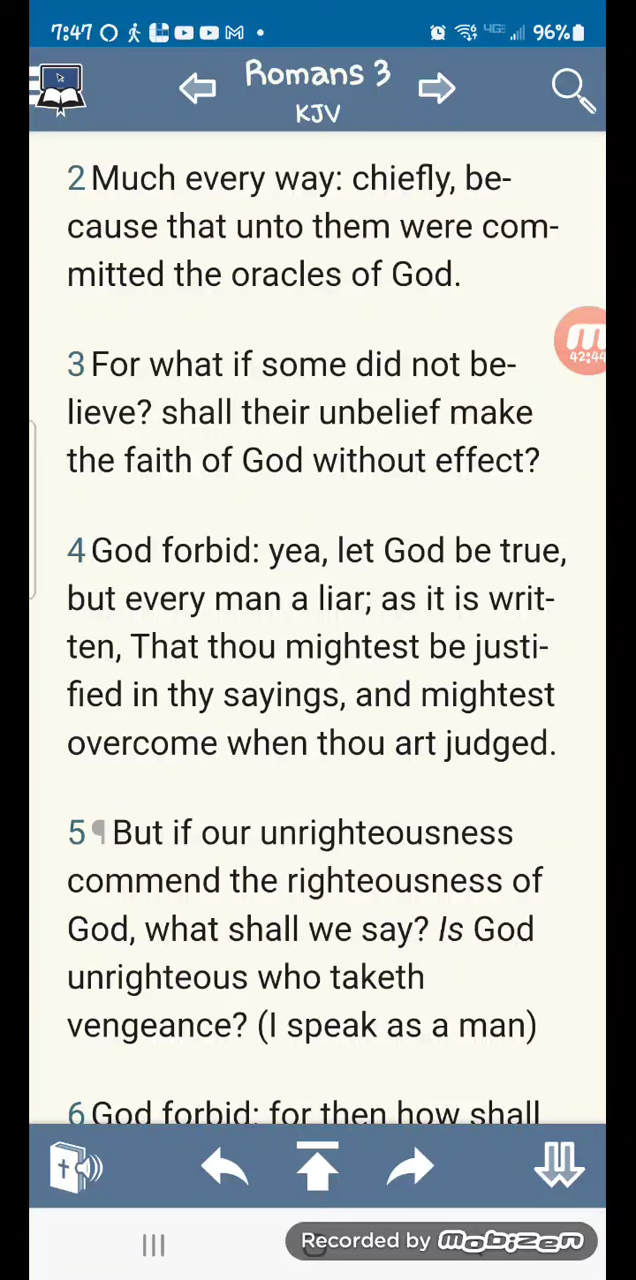 7:47 96%
Romans 3
KJV
2 Much every way: chiefly, be-
cause that unto them were com-
mitted the oracles of God.
3 For what if some did not be-
lieve? shall their unbelief make
the faith of God without effect?
42:44
4 God forbid: yea, let God be true,
but every man a liar; as it is writ-
ten, That thou mightest be justi-
fied in thy sayings, and mightest
overcome when thou art judged.
5 ¶ But if our unrighteousness
commend the righteousness of
God, what shall we say? Is God
unrighteous who taketh
vengeance? (I speak as a man)
6 God forbid: for then how shall
Recorded by mobizen